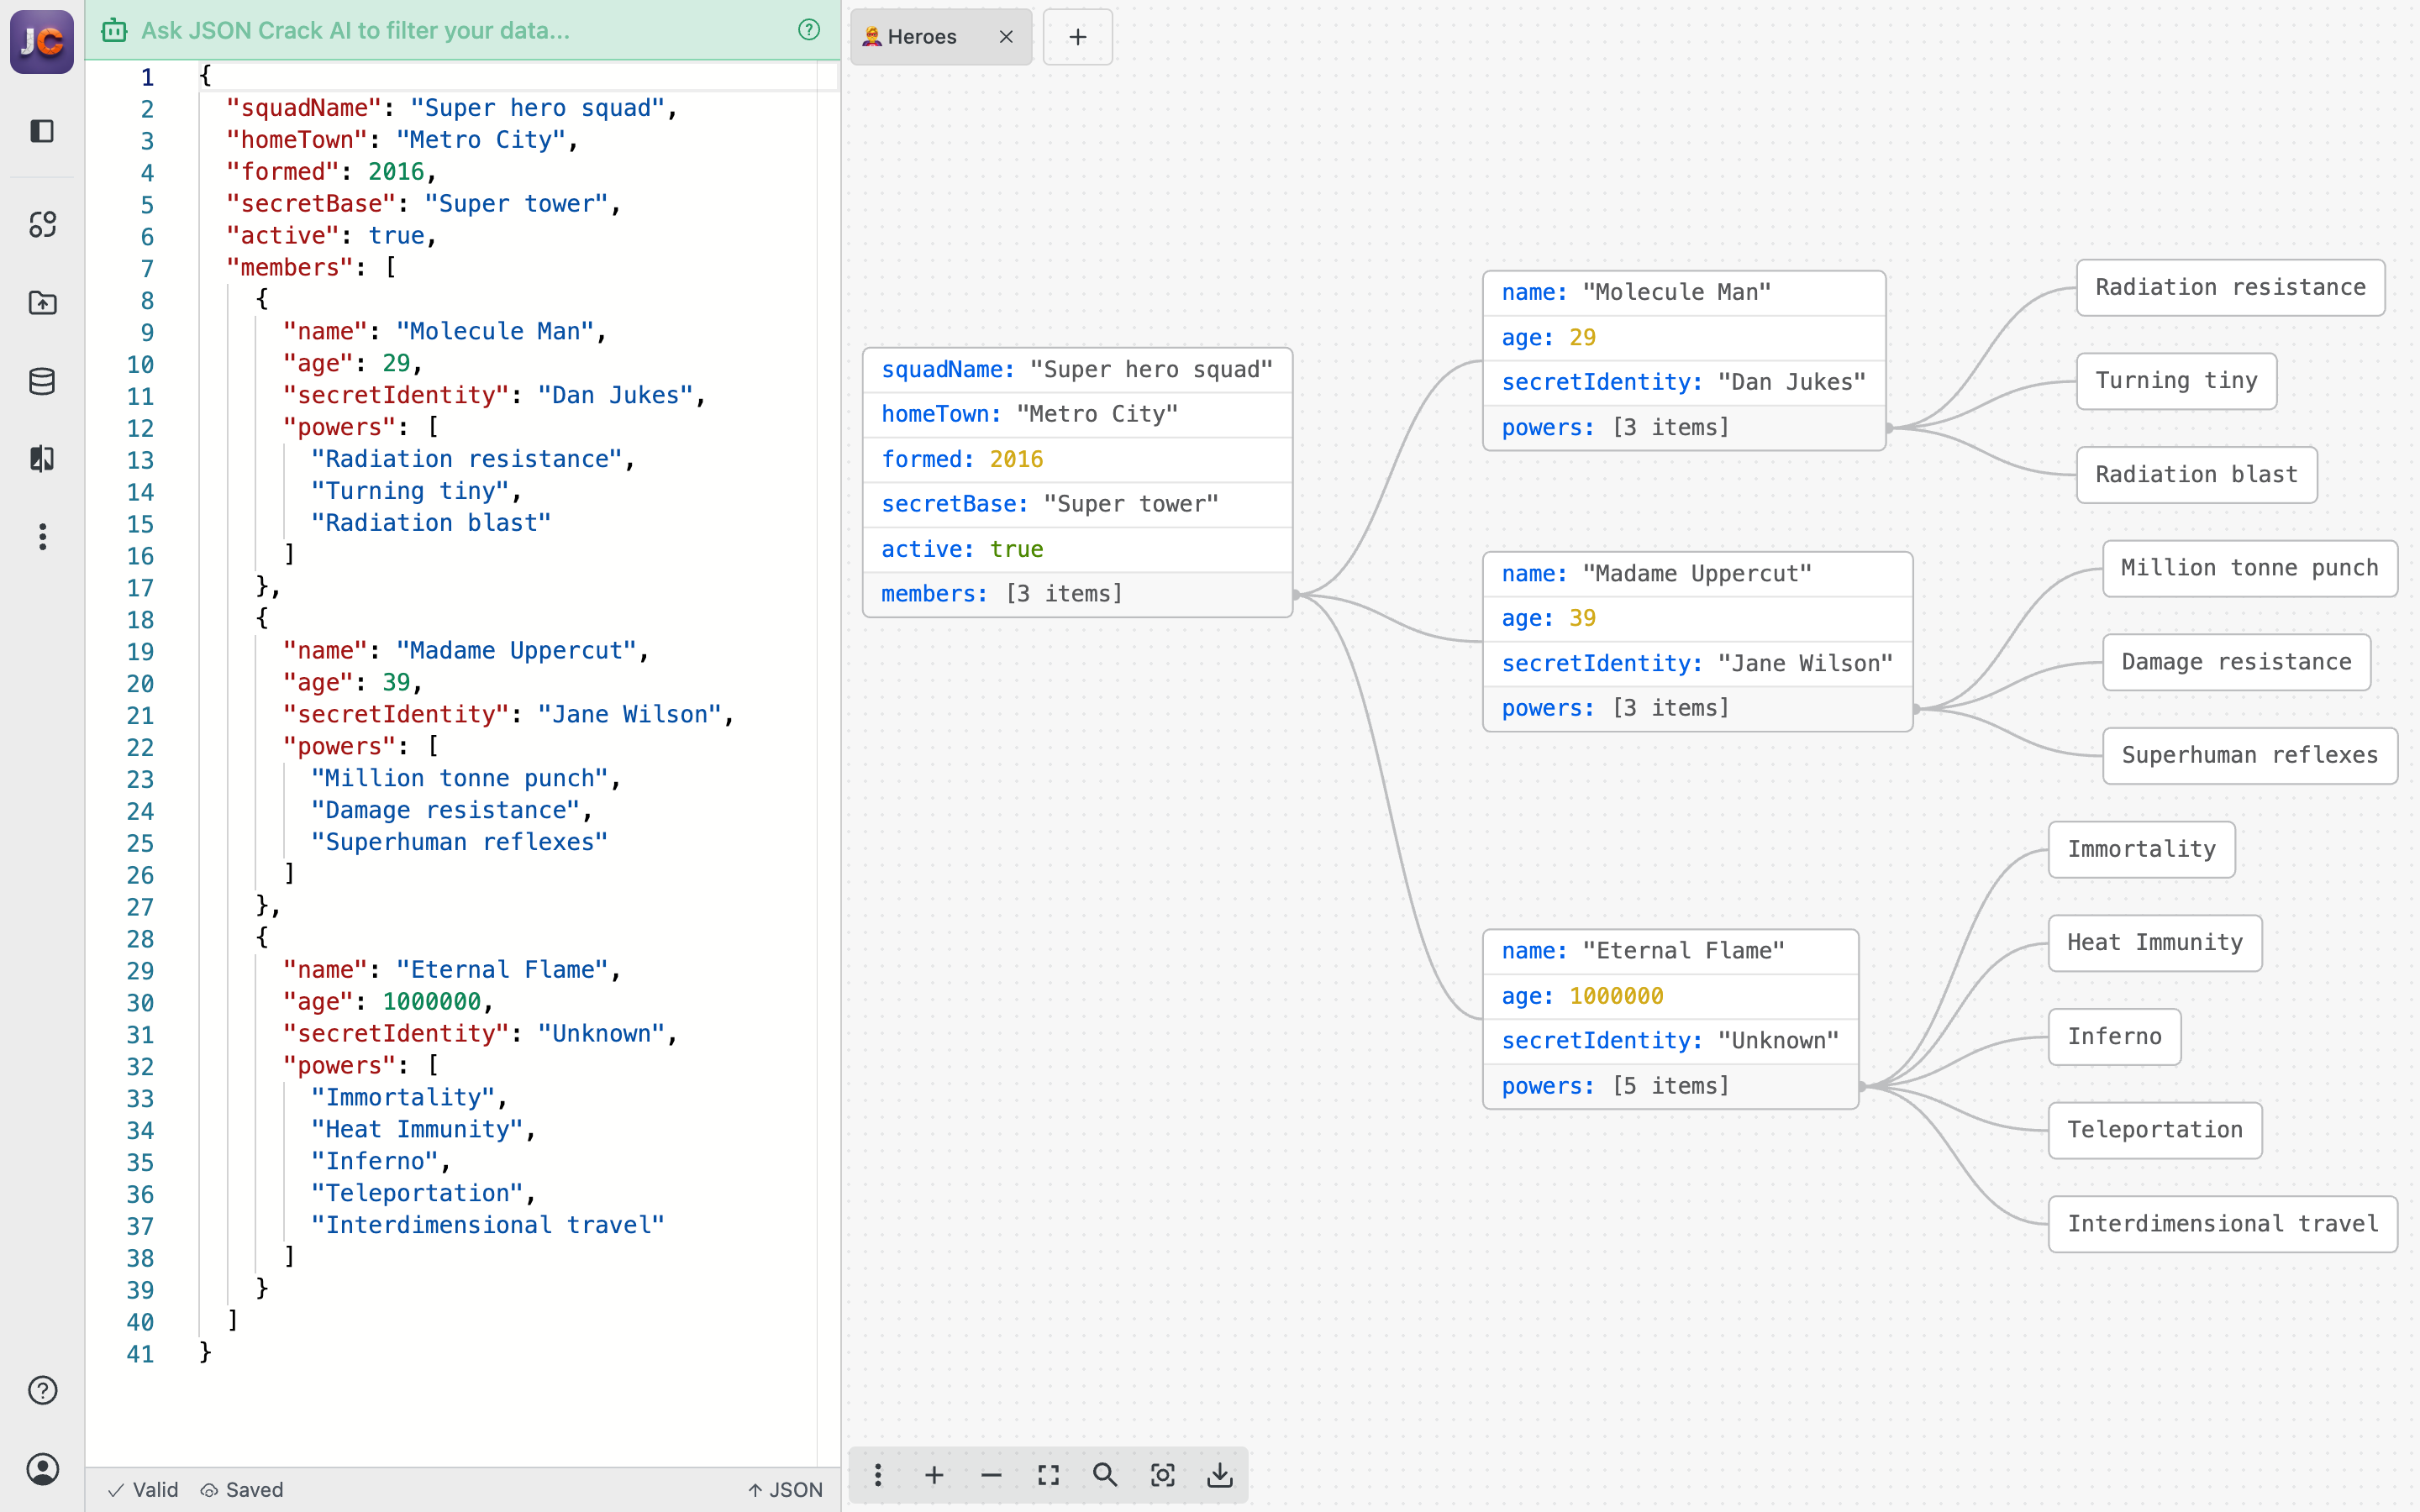 JC
Ask JSON Crack AI to filter your data...
1 {
2 "squadName": "Super hero squad",
3 "homeTown": "Metro City",
4 "formed": 2016,
5 "secretBase": "Super tower",
6 "active": true,
7 "members": [
8 {
9 "name": "Molecule Man",
10 "age": 29,
11 "secretIdentity": "Dan Jukes",
12 "powers": [
13 "Radiation resistance",
14 "Turning tiny",
15 "Radiation blast"
16 ]
17 },
18 {
19 "name": "Madame Uppercut",
20 "age": 39,
21 "secretIdentity": "Jane Wilson",
22 "powers": [
23 "Million tonne punch",
24 "Damage resistance",
25 "Superhuman reflexes"
26 ]
27 },
28 {
29 "name": "Eternal Flame",
30 "age": 1000000,
31 "secretIdentity": "Unknown",
32 "powers": [
33 "Immortality",
34 "Heat Immunity",
35 "Inferno",
36 "Teleportation",
37 "Interdimensional travel"
38 ]
39 }
40 ]
41 }
Valid Saved JSON
Heroes
squadName: "Super hero squad"
homeTown: "Metro City"
formed: 2016
secretBase: "Super tower"
active: true
members: [3 items]
name: "Molecule Man"
age: 29
secretIdentity: "Dan Jukes"
powers: [3 items]
Radiation resistance
Turning tiny
Radiation blast
name: "Madame Uppercut"
age: 39
secretIdentity: "Jane Wilson"
powers: [3 items]
Million tonne punch
Damage resistance
Superhuman reflexes
name: "Eternal Flame"
age: 1000000
secretIdentity: "Unknown"
powers: [5 items]
Immortality
Heat Immunity
Inferno
Teleportation
Interdimensional travel